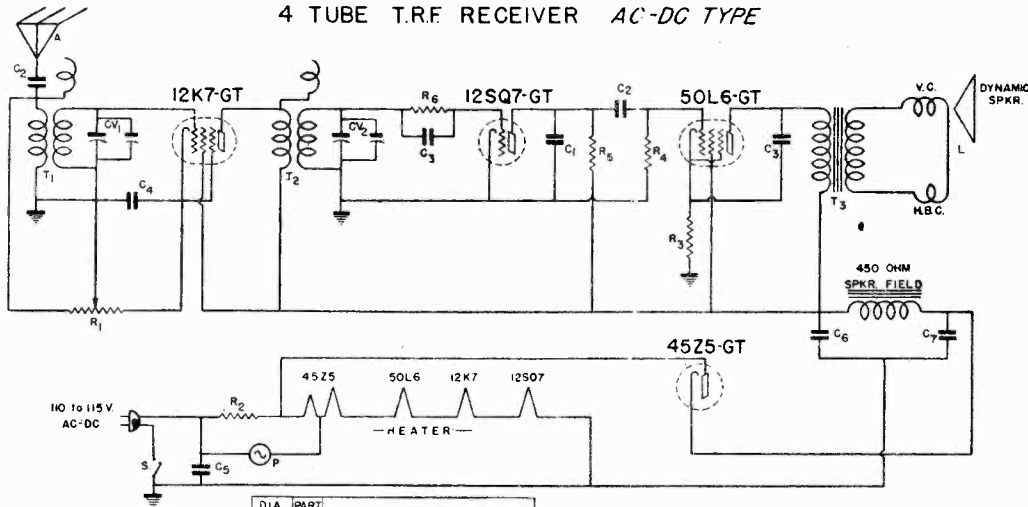 4 TUBE T.R.F. RECEIVER AC-DC TYPE
A
C2
12K7-GT
12SQ7-GT
50L6-GT
V.C.
DYNAMIC
SPKR.
CV1
R6
C2
CV2
C3
C1
R5
R4
C3
L
T1
C4
T2
T3
H.B.C.
R3
R1
450 OHM
SPKR. FIELD
C6
C7
45Z5-GT
45Z5
50L6
12K7
12SQ7
110 to 115V.
AC-DC
R2
HEATER
S
C5
P
DIA. PART